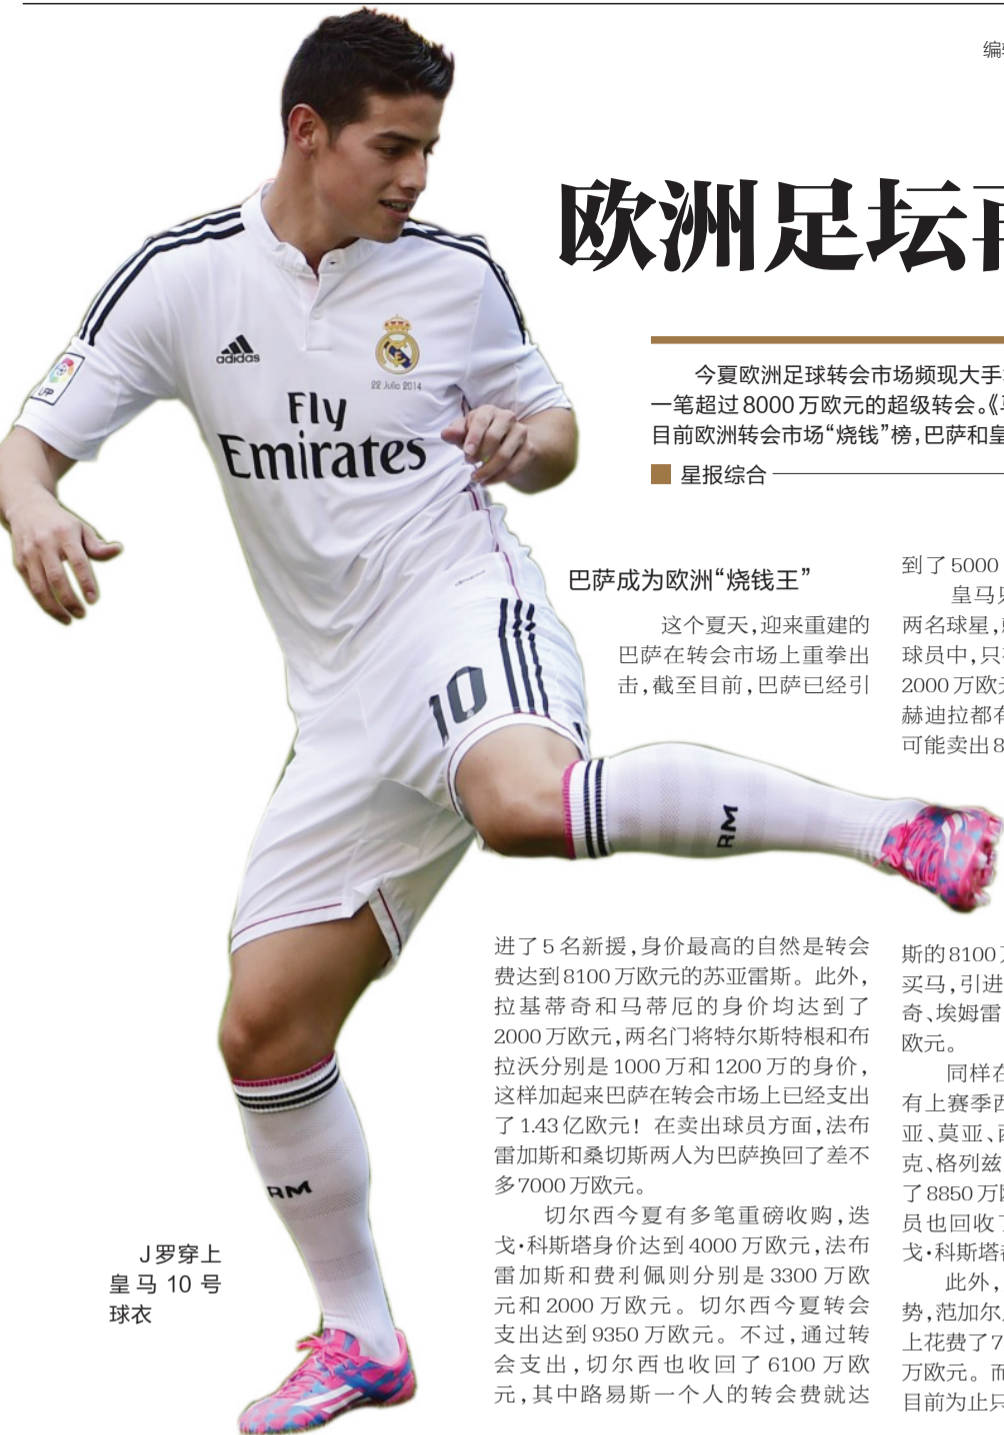 编
欧洲足坛再
今夏欧洲足球转会市场频现大手
一笔超过8000万欧元的超级转会。《
目前欧洲转会市场“烧钱”榜,巴萨和皇
星报综合
adidas
22 Julio 2014
LFP
Fly
Emirates
10
RM
RM
巴萨成为欧洲“烧钱王”
这个夏天,迎来重建的
巴萨在转会市场上重拳出
击,截至目前,巴萨已经引
进了5名新援,身价最高的自然是转会
费达到8100万欧元的苏亚雷斯。此外,
拉基蒂奇和马蒂厄的身价均达到了
2000万欧元,两名门将特尔斯特根和布
拉沃分别是1000万和1200万的身价,
这样加起来巴萨在转会市场上已经支出
了1.43亿欧元!在卖出球员方面,法布
雷加斯和桑切斯两人为巴萨换回了差不
多7000万欧元。
切尔西今夏有多笔重磅收购,迭
戈·科斯塔身价达到4000万欧元,法布
雷加斯和费利佩则分别是3300万欧
元和2000万欧元。切尔西今夏转会
支出达到9350万欧元。不过,通过转
会支出,切尔西也收回了6100万欧
元,其中路易斯一个人的转会费就达
到了5000
皇马
两名球星,
球员中,只
2000万欧
赫迪拉都有
可能卖出8
斯的8100
买马,引进
奇、埃姆雷
欧元。
同样在
有上赛季西
亚、莫亚、
克、格列兹
了8850万
员也回收了
戈·科斯塔
此外,
势,范加尔
上花费了7
万欧元。而
目前为止只
J罗穿上
皇马10号
球衣